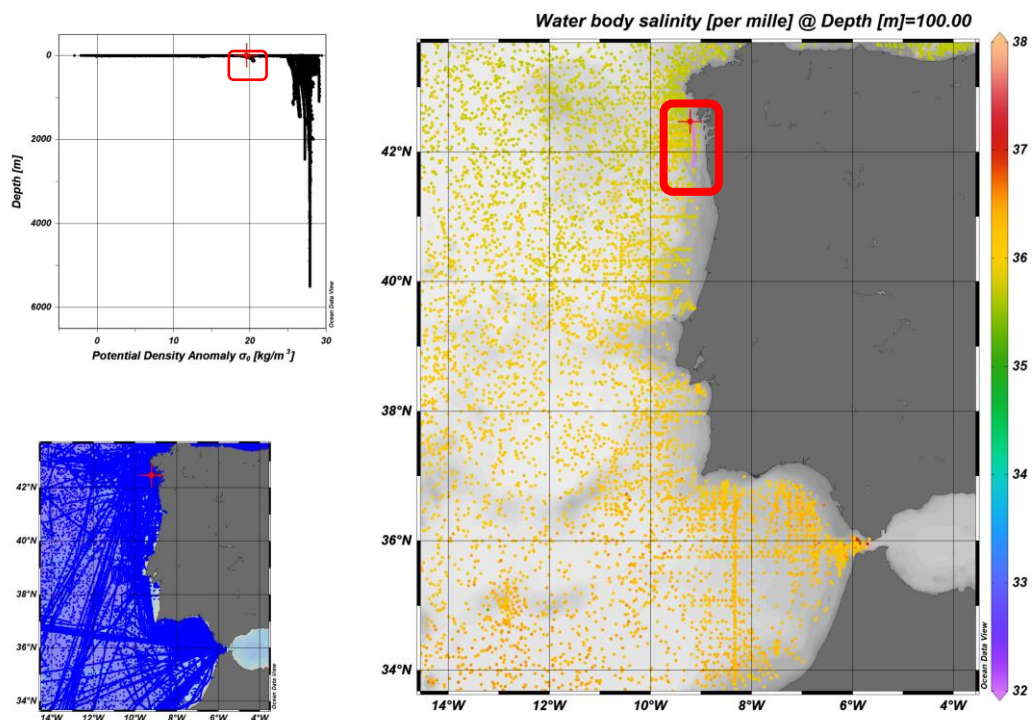 Water body salinity [per mille] @ Depth [m]=100.00
0
2000
4000
6000
Depth [m]
0
10
20
30
Potential Density Anomaly σ0 [kg/m3]
Ocean Data View
42°N
40°N
38°N
36°N
34°N
14°W
12°W
10°W
8°W
6°W
4°W
Ocean Data View
42°N
40°N
38°N
36°N
34°N
14°W
12°W
10°W
8°W
6°W
4°W
Ocean Data View
38
37
36
35
34
33
32